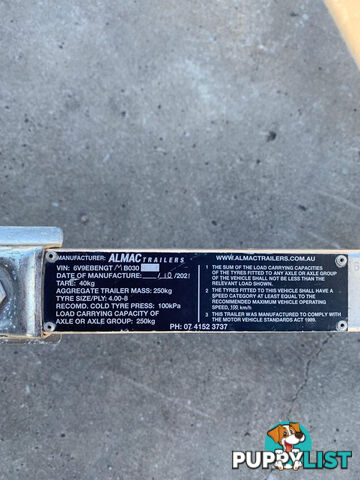 MANUFACTURER: ALMAC TRAILERS
VIN: 6V9EBENGT M B030
DATE OF MANUFACTURE: __/10/2021
TARE: 40kg
AGGREGATE TRAILER MASS: 250kg
TYRE SIZE/PLY: 4.00-8
RECOMD. COLD TYRE PRESS: 100kPa
LOAD CARRYING CAPACITY OF
AXLE OR AXLE GROUP: 250kg
PH: 07 4152 3737
WWW.ALMACTRAILERS.COM.AU
1 THE SUM OF THE LOAD CARRYING CAPACITIES
OF THE TYRES FITTED TO ANY AXLE OR AXLE GROUP
OF THE VEHICLE SHALL NOT BE LESS THAN THE
RELEVANT LOAD SHOWN.
2 THE TYRES FITTED TO THIS VEHICLE SHALL HAVE A
SPEED CATEGORY AT LEAST EQUAL TO THE
RECOMMENDED MAXIMUM VEHICLE OPERATING
SPEED, 100 km/h
3 THIS TRAILER WAS MANUFACTURED TO COMPLY WITH
THE MOTOR VEHICLE STANDARDS ACT 1989.
PUPPYLIST